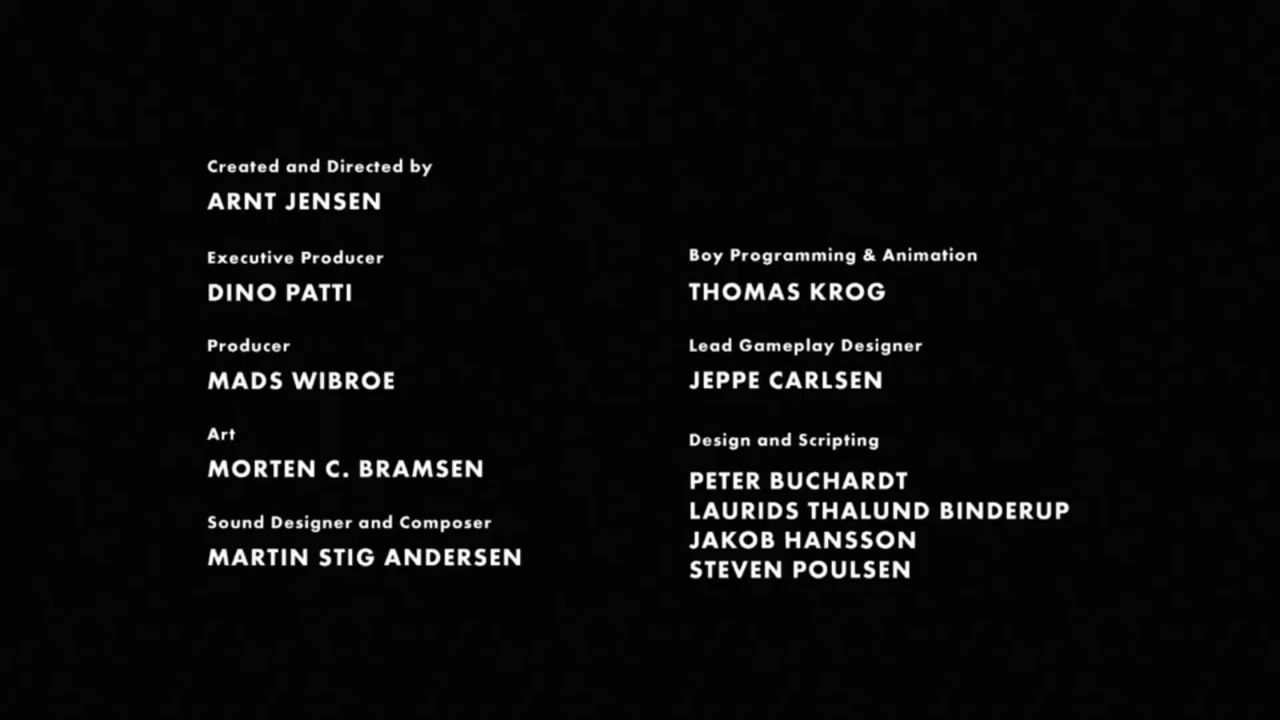 Created and Directed by
ARNT JENSEN
Executive Producer
DINO PATTI
Producer
MADS WIBROE
Art
MORTEN C. BRAMSEN
Sound Designer and Composer
MARTIN STIG ANDERSEN
Boy Programming & Animation
THOMAS KROG
Lead Gameplay Designer
JEPPE CARLSEN
Design and Scripting
PETER BUCHARDT
LAURIDS THALUND BINDERUP
JAKOB HANSSON
STEVEN POULSEN